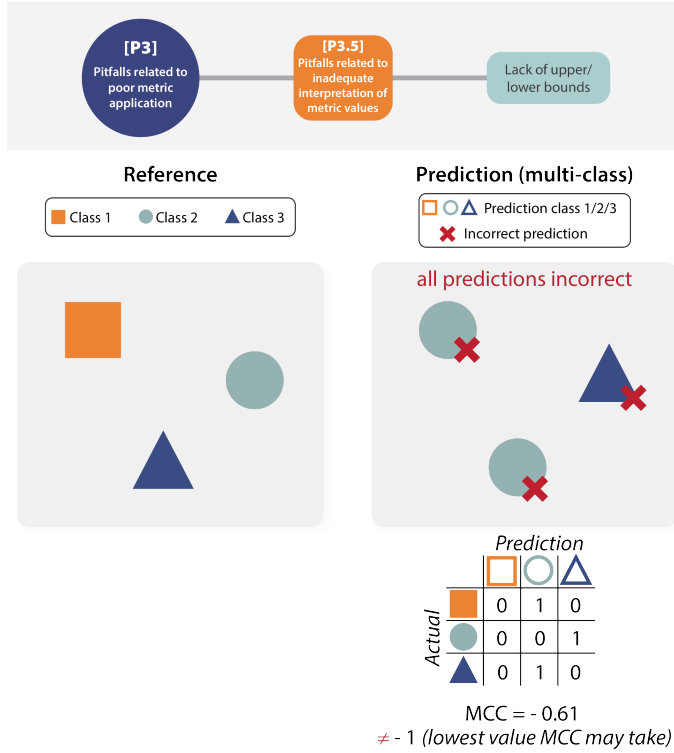 [P3]
Pitfalls related to
poor metric
application
[P3.5]
Pitfalls related to
inadequate
interpretation of
metric values
Lack of upper/
lower bounds
Reference
Class 1 Class 2 Class 3
Prediction (multi-class)
Prediction class 1/2/3
Incorrect prediction
all predictions incorrect
Prediction
Actual
0 1 0
0 0 1
0 1 0
MCC = - 0.61
≠ - 1 (lowest value MCC may take)